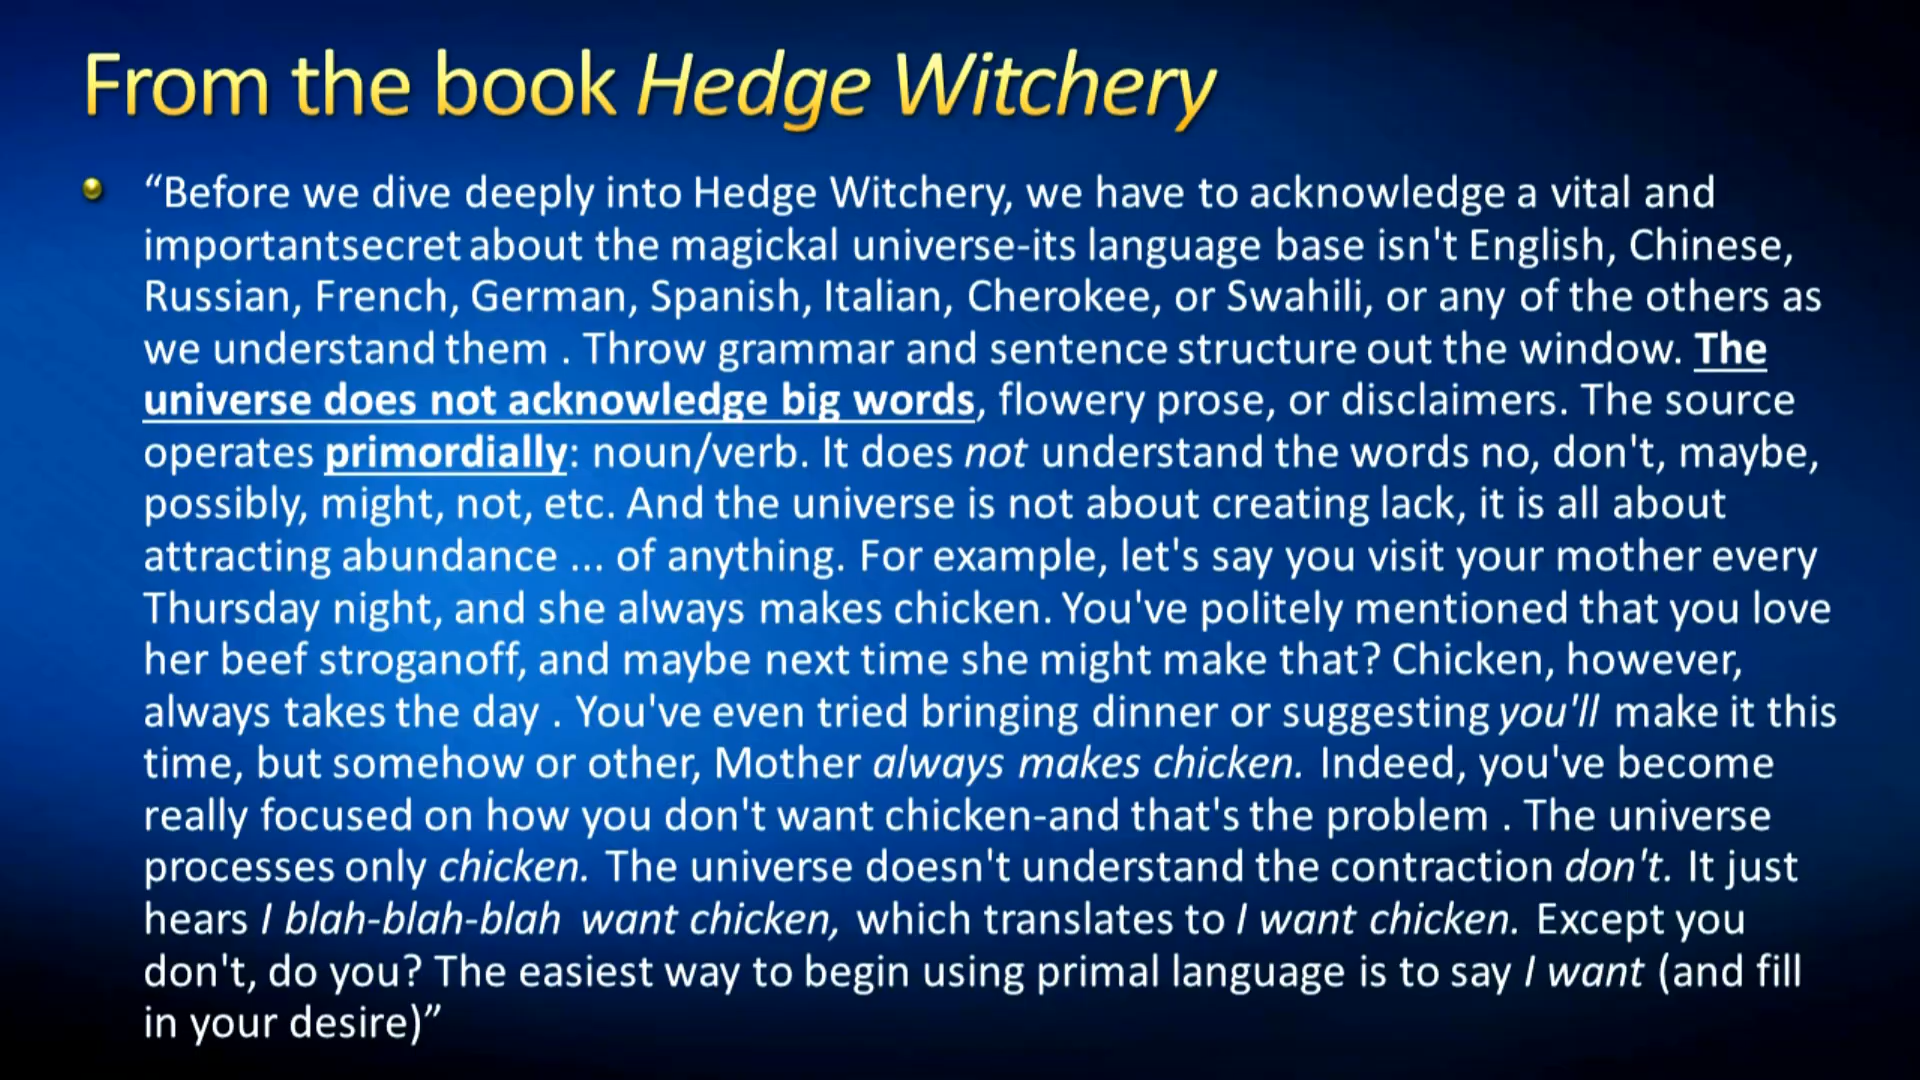 From the book Hedge Witchery
“Before we dive deeply into Hedge Witchery, we have to acknowledge a vital and
importantsecret about the magickal universe-its language base isn't English, Chinese,
Russian, French, German, Spanish, Italian, Cherokee, or Swahili, or any of the others as
we understand them . Throw grammar and sentence structure out the window. The
universe does not acknowledge big words, flowery prose, or disclaimers. The source
operates primordially: noun/verb. It does not understand the words no, don't, maybe,
possibly, might, not, etc. And the universe is not about creating lack, it is all about
attracting abundance ... of anything. For example, let's say you visit your mother every
Thursday night, and she always makes chicken. You've politely mentioned that you love
her beef stroganoff, and maybe next time she might make that? Chicken, however,
always takes the day . You've even tried bringing dinner or suggesting you'll make it this
time, but somehow or other, Mother always makes chicken. Indeed, you've become
really focused on how you don't want chicken-and that's the problem . The universe
processes only chicken. The universe doesn't understand the contraction don't. It just
hears I blah-blah-blah want chicken, which translates to I want chicken. Except you
don't, do you? The easiest way to begin using primal language is to say I want (and fill
in your desire)”